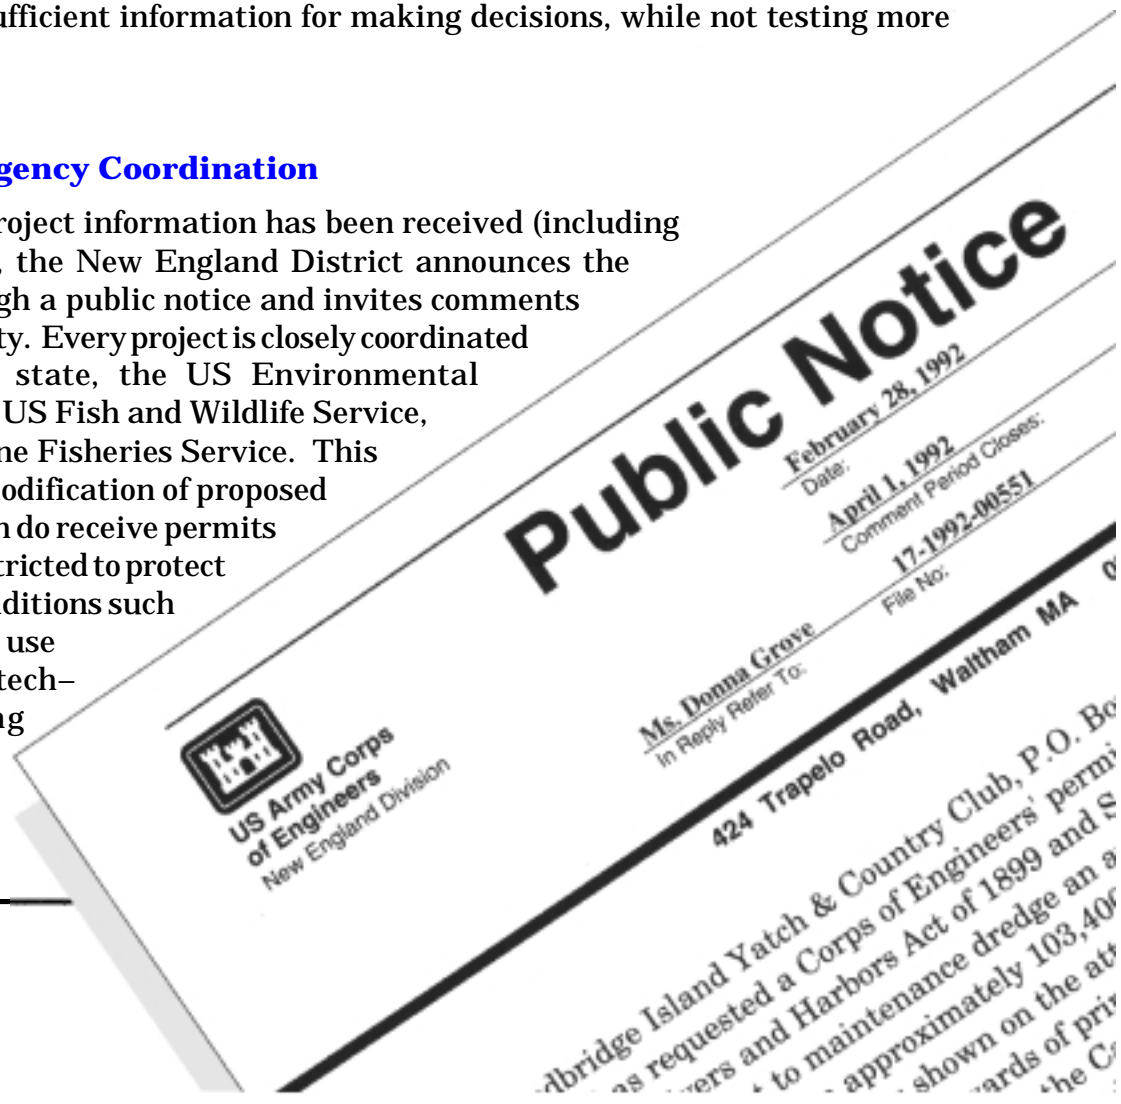 ufficient information for making decisions, while not testing more
gency Coordination
roject information has been received (including
, the New England District announces the
gh a public notice and invites comments
ty. Every project is closely coordinated
state, the US Environmental
US Fish and Wildlife Service,
ne Fisheries Service. This
odification of proposed
n do receive permits
tricted to protect
nditions such
use
tech–
ng
Public Notice
February 28, 1992
Date:
April 1, 1992
Comment Period Closes:
17-1992-00551
File No:
Ms. Donna Grove
In Reply Refer To:
US Army Corps
of Engineers
New England Division
424 Trapelo Road, Waltham MA 0
dbridge Island Yatch & Country Club, P.O. Bo
as requested a Corps of Engineers' permi
vers and Harbors Act of 1899 and S
t to maintenance dredge an a
approximately 103,400
shown on the att
ards of pri
the Ca